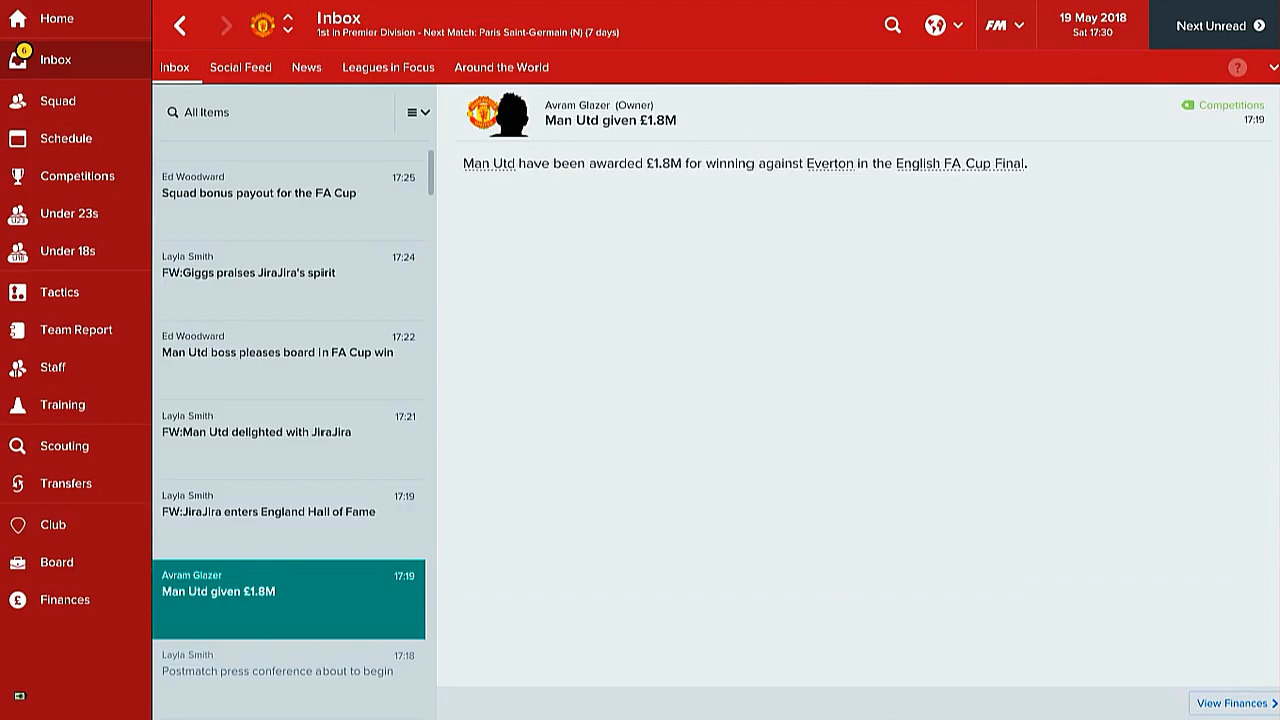 Home
6
Inbox
Squad
Schedule
Competitions
Under 23s
Under 18s
Tactics
Team Report
Staff
Training
Scouting
Transfers
Club
Board
Finances
Inbox
1st in Premier Division - Next Match: Paris Saint-Germain (N) (7 days)
FM
19 May 2018
Sat 17:30
Next Unread
Inbox
Social Feed
News
Leagues in Focus
Around the World
?
All Items
Ed Woodward 17:25
Squad bonus payout for the FA Cup
Layla Smith 17:24
FW:Giggs praises JiraJira's spirit
Ed Woodward 17:22
Man Utd boss pleases board in FA Cup win
Layla Smith 17:21
FW:Man Utd delighted with JiraJira
Layla Smith 17:19
FW:JiraJira enters England Hall of Fame
Avram Glazer 17:19
Man Utd given £1.8M
Layla Smith 17:18
Postmatch press conference about to begin
Avram Glazer (Owner)
Man Utd given £1.8M
Competitions
17:19
Man Utd have been awarded £1.8M for winning against Everton in the English FA Cup Final.
View Finances